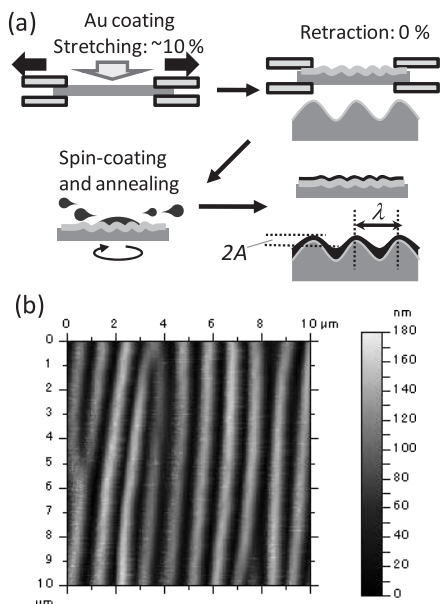 (a)
Au coating
Stretching: ~10 %
Retraction: 0 %
Spin-coating
and annealing
λ
2A
(b)
0 2 4 6 8 10 µm
nm
0
1
2
3
4
5
6
7
8
9
10
µm
180
160
140
120
100
80
60
40
20
0